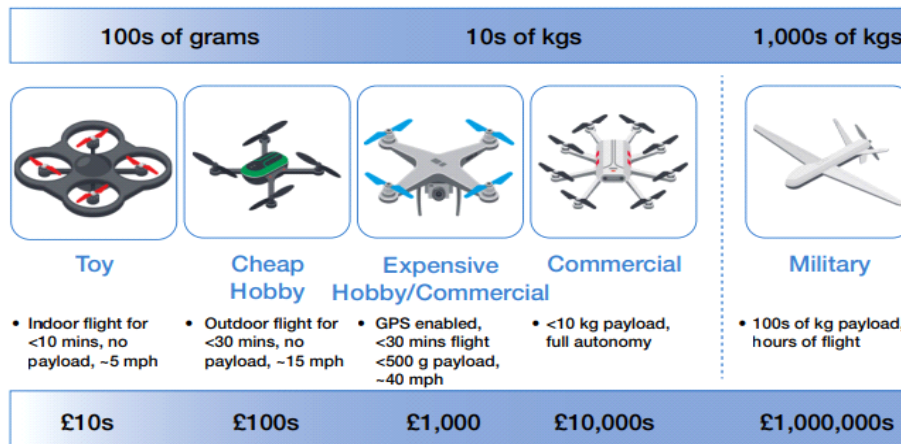 100s of grams
10s of kgs
1,000s of kgs
Toy
• Indoor flight for
<10 mins, no
payload, ~5 mph
Cheap
Hobby
• Outdoor flight for
<30 mins, no
payload, ~15 mph
Expensive
Hobby/Commercial
• GPS enabled,
<30 mins flight
<500 g payload,
~40 mph
Commercial
• <10 kg payload,
full autonomy
Military
• 100s of kg payload,
hours of flight
£10s
£100s
£1,000
£10,000s
£1,000,000s